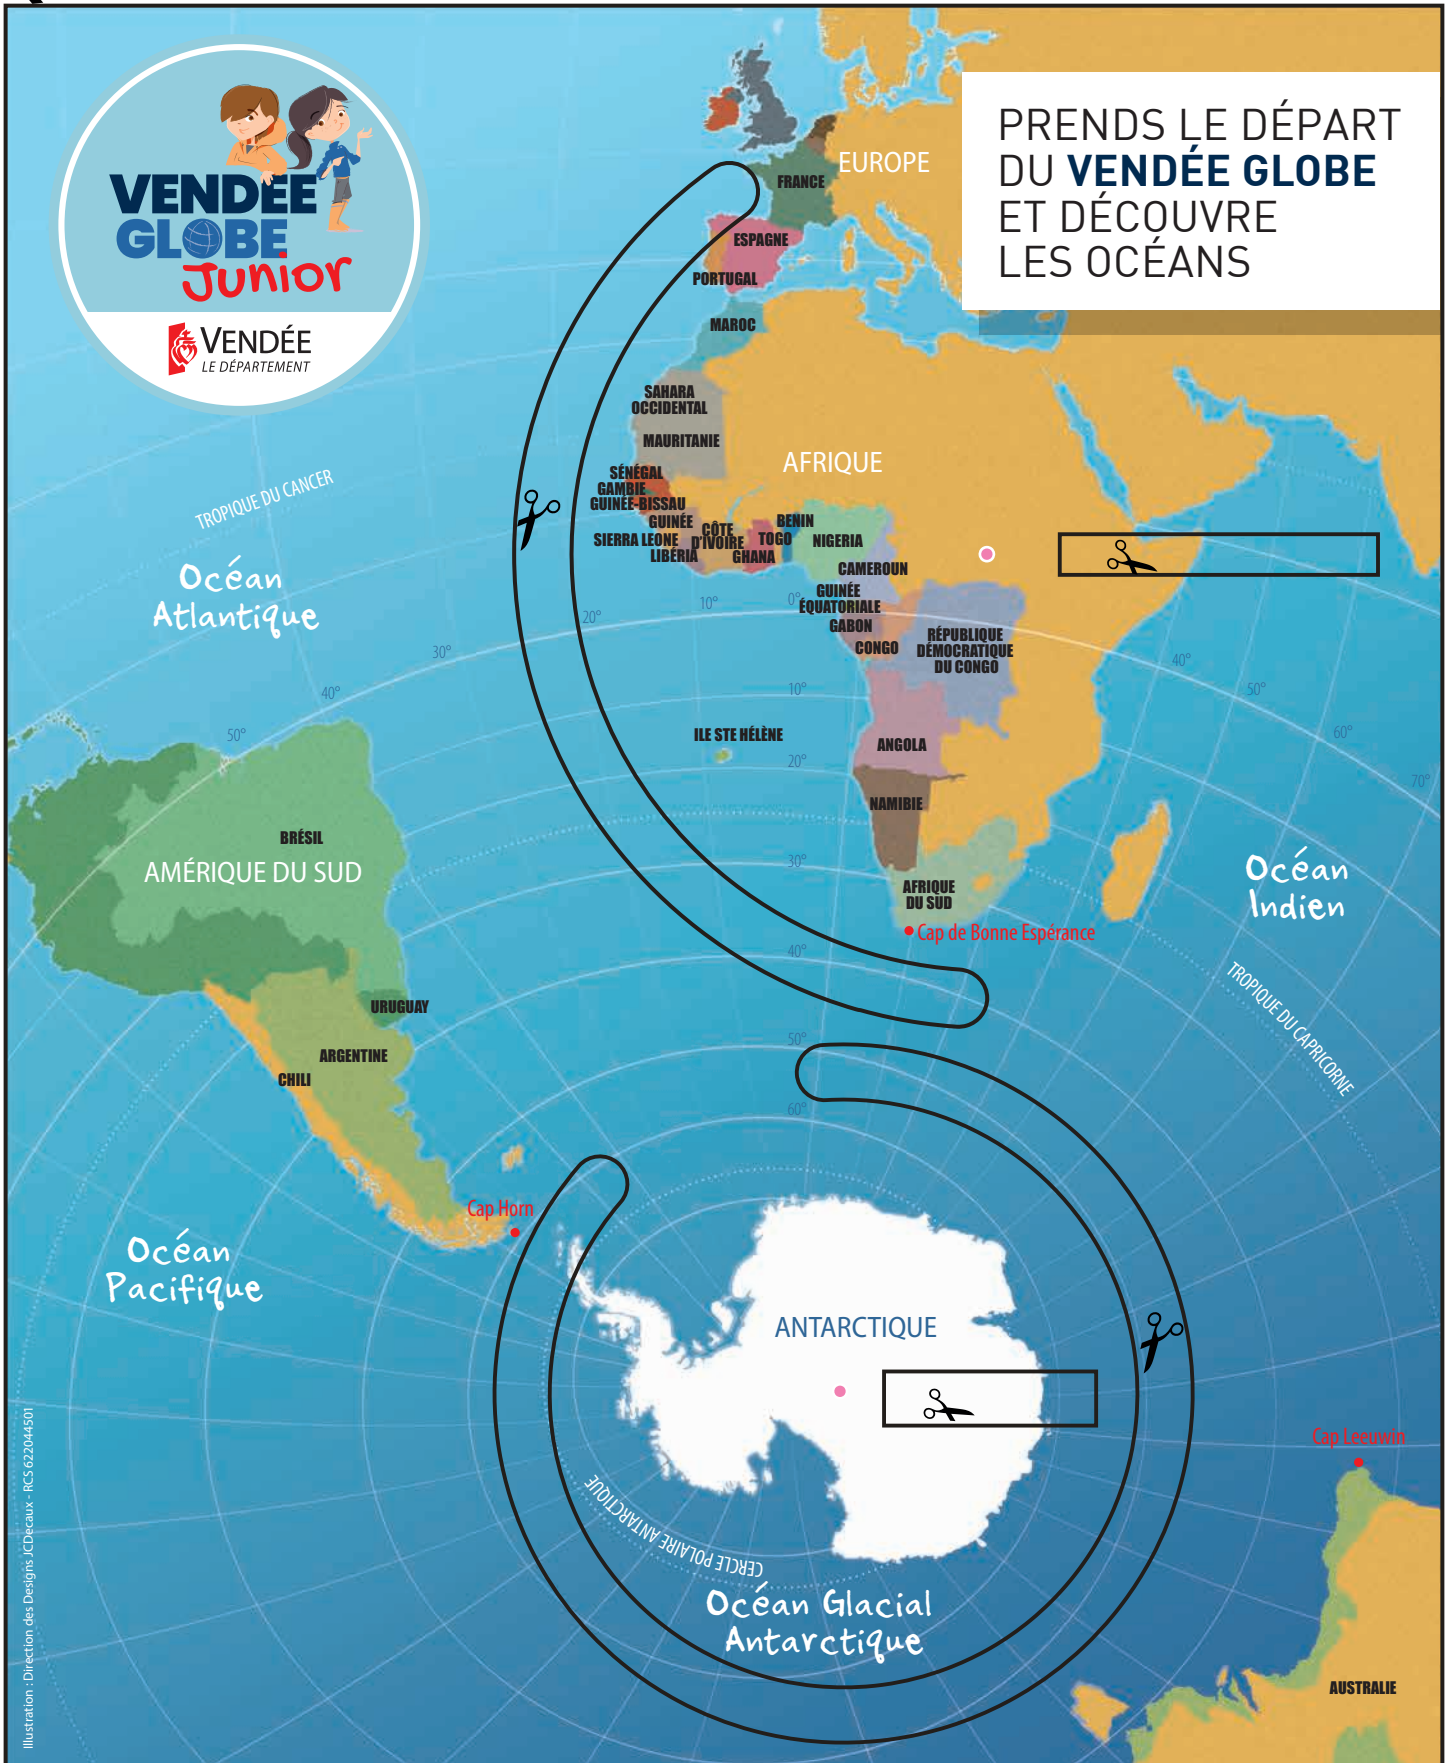 VENDÉE
GLOBE
Junior
VENDÉE
LE DÉPARTEMENT
PRENDS LE DÉPART
DU VENDÉE GLOBE
ET DÉCOUVRE
LES OCÉANS
EUROPE
FRANCE
ESPAGNE
PORTUGAL
MAROC
SAHARA
OCCIDENTAL
MAURITANIE
AFRIQUE
SÉNÉGAL
GAMBIE
GUINÉE-BISSAU
GUINÉE
SIERRA LEONE
LIBÉRIA
CÔTE
D'IVOIRE
GHANA
TOGO
BENIN
NIGERIA
CAMEROUN
GUINÉE
ÉQUATORIALE
GABON
CONGO
RÉPUBLIQUE
DÉMOCRATIQUE
DU CONGO
TROPIQUE DU CANCER
Océan
Atlantique
0°
10°
20°
30°
40°
50°
40°
50°
60°
70°
10°
ILE STE HÉLÈNE
20°
ANGOLA
NAMIBIE
30°
AFRIQUE
DU SUD
Cap de Bonne Espérance
40°
50°
60°
BRÉSIL
AMÉRIQUE DU SUD
URUGUAY
ARGENTINE
CHILI
Océan
Indien
TROPIQUE DU CAPRICORNE
Cap Horn
Océan
Pacifique
ANTARCTIQUE
CERCLE POLAIRE ANTARCTIQUE
Océan Glacial
Antarctique
Cap Leeuwin
AUSTRALIE
Illustration : Direction des Designs JCDecaux - RCS 622044501